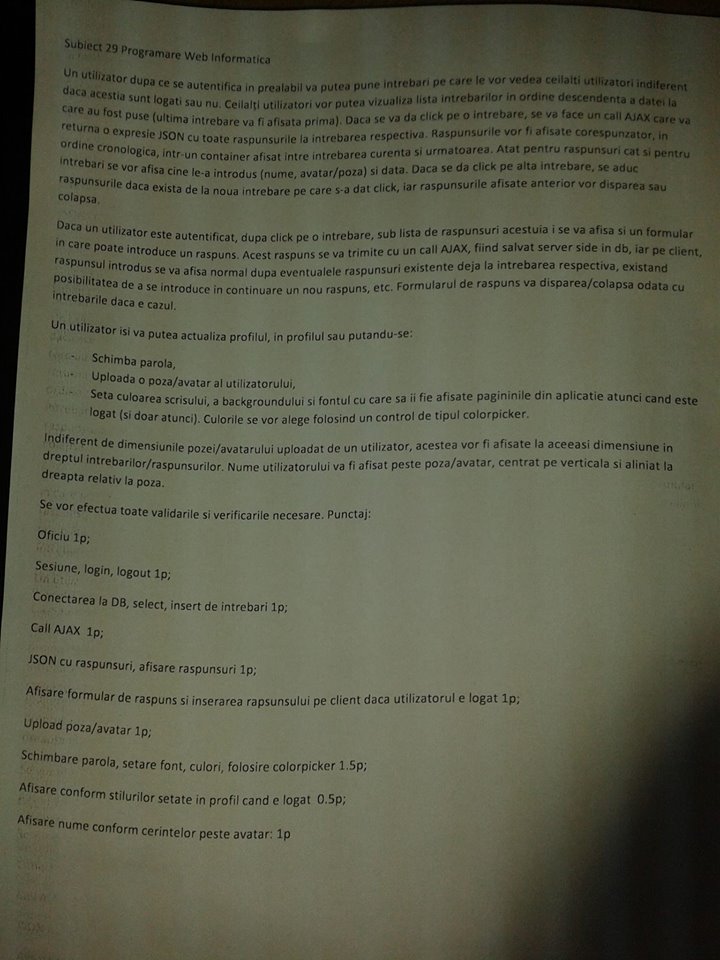 Subiect 29 Programare Web Informatica
Un utilizator dupa ce se autentifica in prealabil va putea pune intrebari pe care le vor vedea ceilalti utilizatori indiferent
daca acestia sunt logati sau nu. Ceilalți utilizatori vor putea vizualiza lista intrebarilor in ordine descendenta a datei la
care au fost puse (ultima intrebare va fi afisata prima). Daca se va da click pe o intrebare, se va face un call AJAX care va
returna o expresie JSON cu toate raspunsurile la intrebarea respectiva. Raspunsurile vor fi afisate corespunzator, in
ordine cronologica, intr-un container afisat intre intrebarea curenta si urmatoarea. Atat pentru raspunsuri cat si pentru
intrebari se vor afisa cine le-a introdus (nume, avatar/poza) si data. Daca se da click pe alta intrebare, se aduc
raspunsurile daca exista de la noua intrebare pe care s-a dat click, iar raspunsurile afisate anterior vor disparea sau
colapsa.
Daca un utilizator este autentificat, dupa click pe o intrebare, sub lista de raspunsuri acestuia i se va afisa si un formular
in care poate introduce un raspuns. Acest raspuns se va trimite cu un call AJAX, fiind salvat server side in db, iar pe client,
raspunsul introdus se va afisa normal dupa eventualele raspunsuri existente deja la intrebarea respectiva, existand
posibilitatea de a se introduce in continuare un nou raspuns, etc. Formularul de raspuns va disparea/colapsa odata cu
intrebarile daca e cazul.
Un utilizator isi va putea actualiza profilul, in profilul sau putandu-se:
- Schimba parola,
- Uploada o poza/avatar al utilizatorului,
- Seta culoarea scrisului, a backgroundului si fontul cu care sa ii fie afisate pagininile din aplicatie atunci cand este
logat (si doar atunci). Culorile se vor alege folosind un control de tipul colorpicker.
Indiferent de dimensiunile pozei/avatarului uploadat de un utilizator, acestea vor fi afisate la aceeasi dimensiune in
dreptul intrebarilor/raspunsurilor. Nume utilizatorului va fi afisat peste poza/avatar, centrat pe verticala si aliniat la
dreapta relativ la poza.
Se vor efectua toate validarile si verificarile necesare. Punctaj:
Oficiu 1p;
Sesiune, login, logout 1p;
Conectarea la DB, select, insert de intrebari 1p;
Call AJAX 1p;
JSON cu raspunsuri, afisare raspunsuri 1p;
Afisare formular de raspuns si inserarea rapsunsului pe client daca utilizatorul e logat 1p;
Upload poza/avatar 1p;
Schimbare parola, setare font, culori, folosire colorpicker 1.5p;
Afisare conform stilurilor setate in profil cand e logat 0.5p;
Afisare nume conform cerintelor peste avatar: 1p